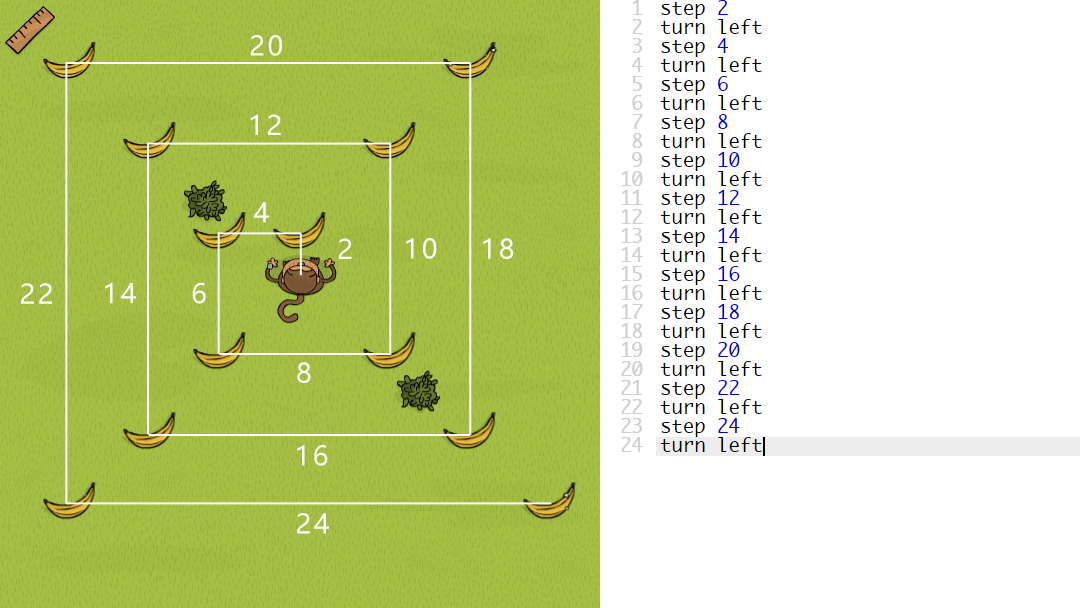 20
12
4
2
10
18
22
14
6
8
16
24
1 step 2
2 turn left
3 step 4
4 turn left
5 step 6
6 turn left
7 step 8
8 turn left
9 step 10
10 turn left
11 step 12
12 turn left
13 step 14
14 turn left
15 step 16
16 turn left
17 step 18
18 turn left
19 step 20
20 turn left
21 step 22
22 turn left
23 step 24
24 turn left